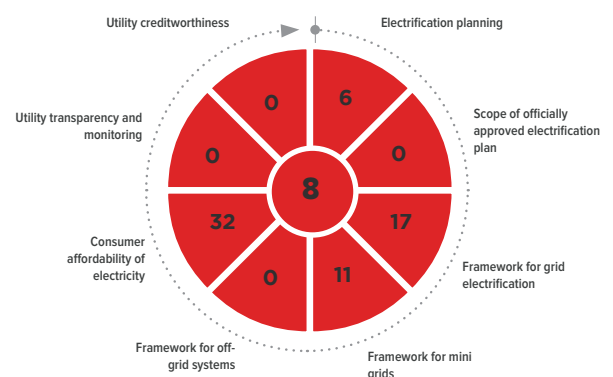 Utility creditworthiness
Electrification planning
Scope of officially
approved electrification
plan
Framework for grid
electrification
Framework for mini
grids
Framework for off-
grid systems
Consumer
affordability of
electricity
Utility transparency and
monitoring
0
6
0
17
11
0
32
0
8